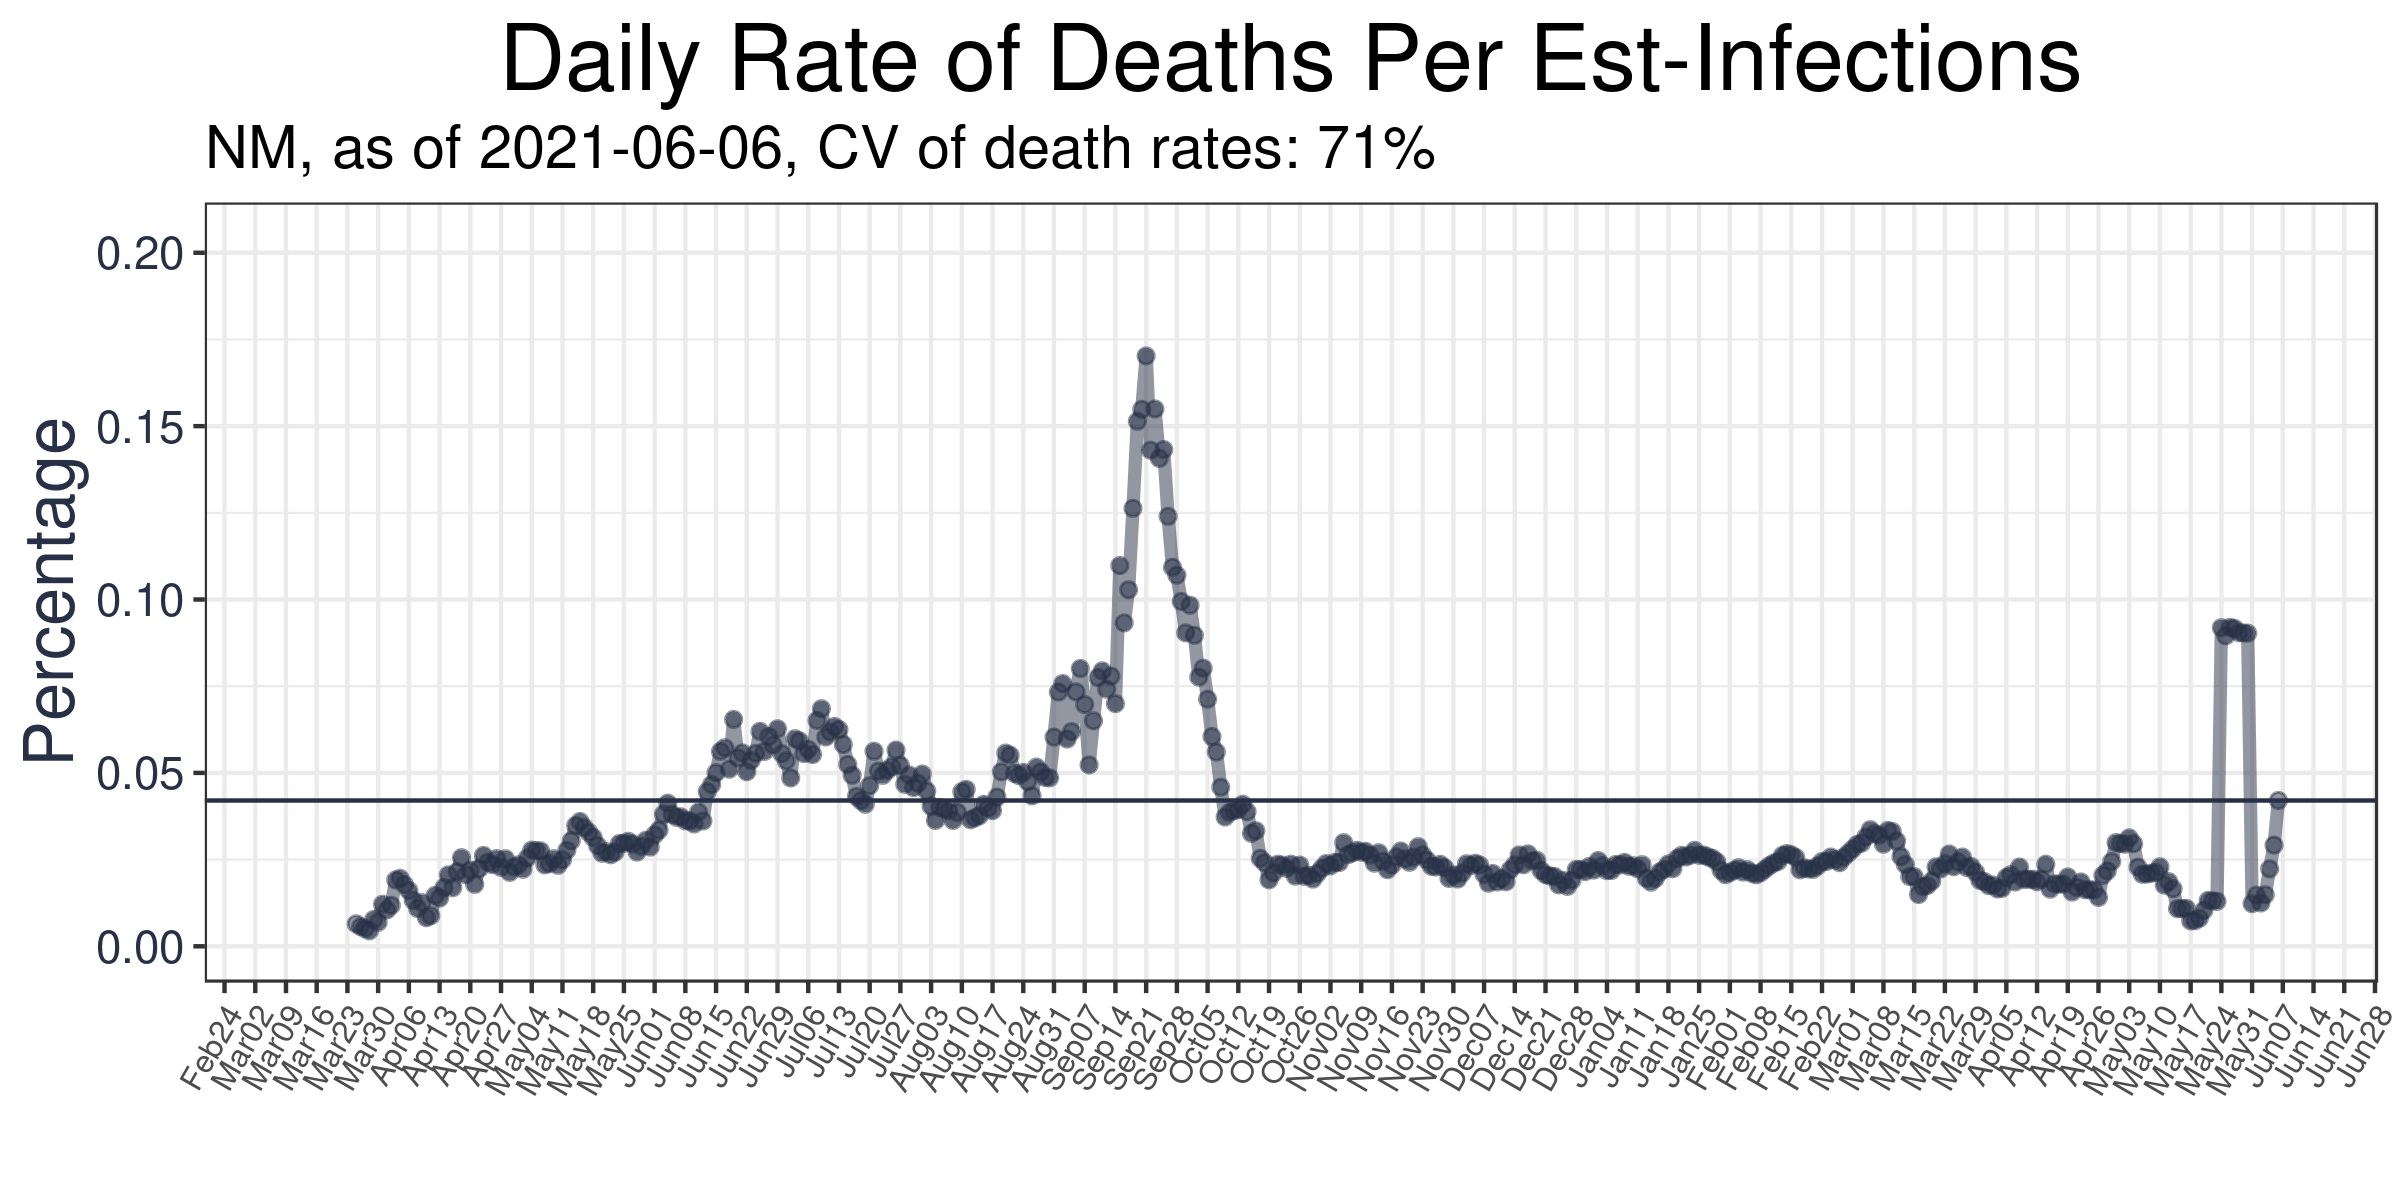 Daily Rate of Deaths Per Est-Infections
NM, as of 2021-06-06, CV of death rates: 71%
Percentage
0.20
0.15
0.10
0.05
0.00
Feb24
Mar02
Mar09
Mar16
Mar23
Mar30
Apr06
Apr13
Apr20
Apr27
May04
May11
May18
May25
Jun01
Jun08
Jun15
Jun22
Jun29
Jul06
Jul13
Jul20
Jul27
Aug03
Aug10
Aug17
Aug24
Aug31
Sep07
Sep14
Sep21
Sep28
Oct05
Oct12
Oct19
Oct26
Nov02
Nov09
Nov16
Nov23
Nov30
Dec07
Dec14
Dec21
Dec28
Jan04
Jan11
Jan18
Jan25
Feb01
Feb08
Feb15
Feb22
Mar01
Mar08
Mar15
Mar22
Mar29
Apr05
Apr12
Apr19
Apr26
May03
May10
May17
May24
May31
Jun07
Jun14
Jun21
Jun28